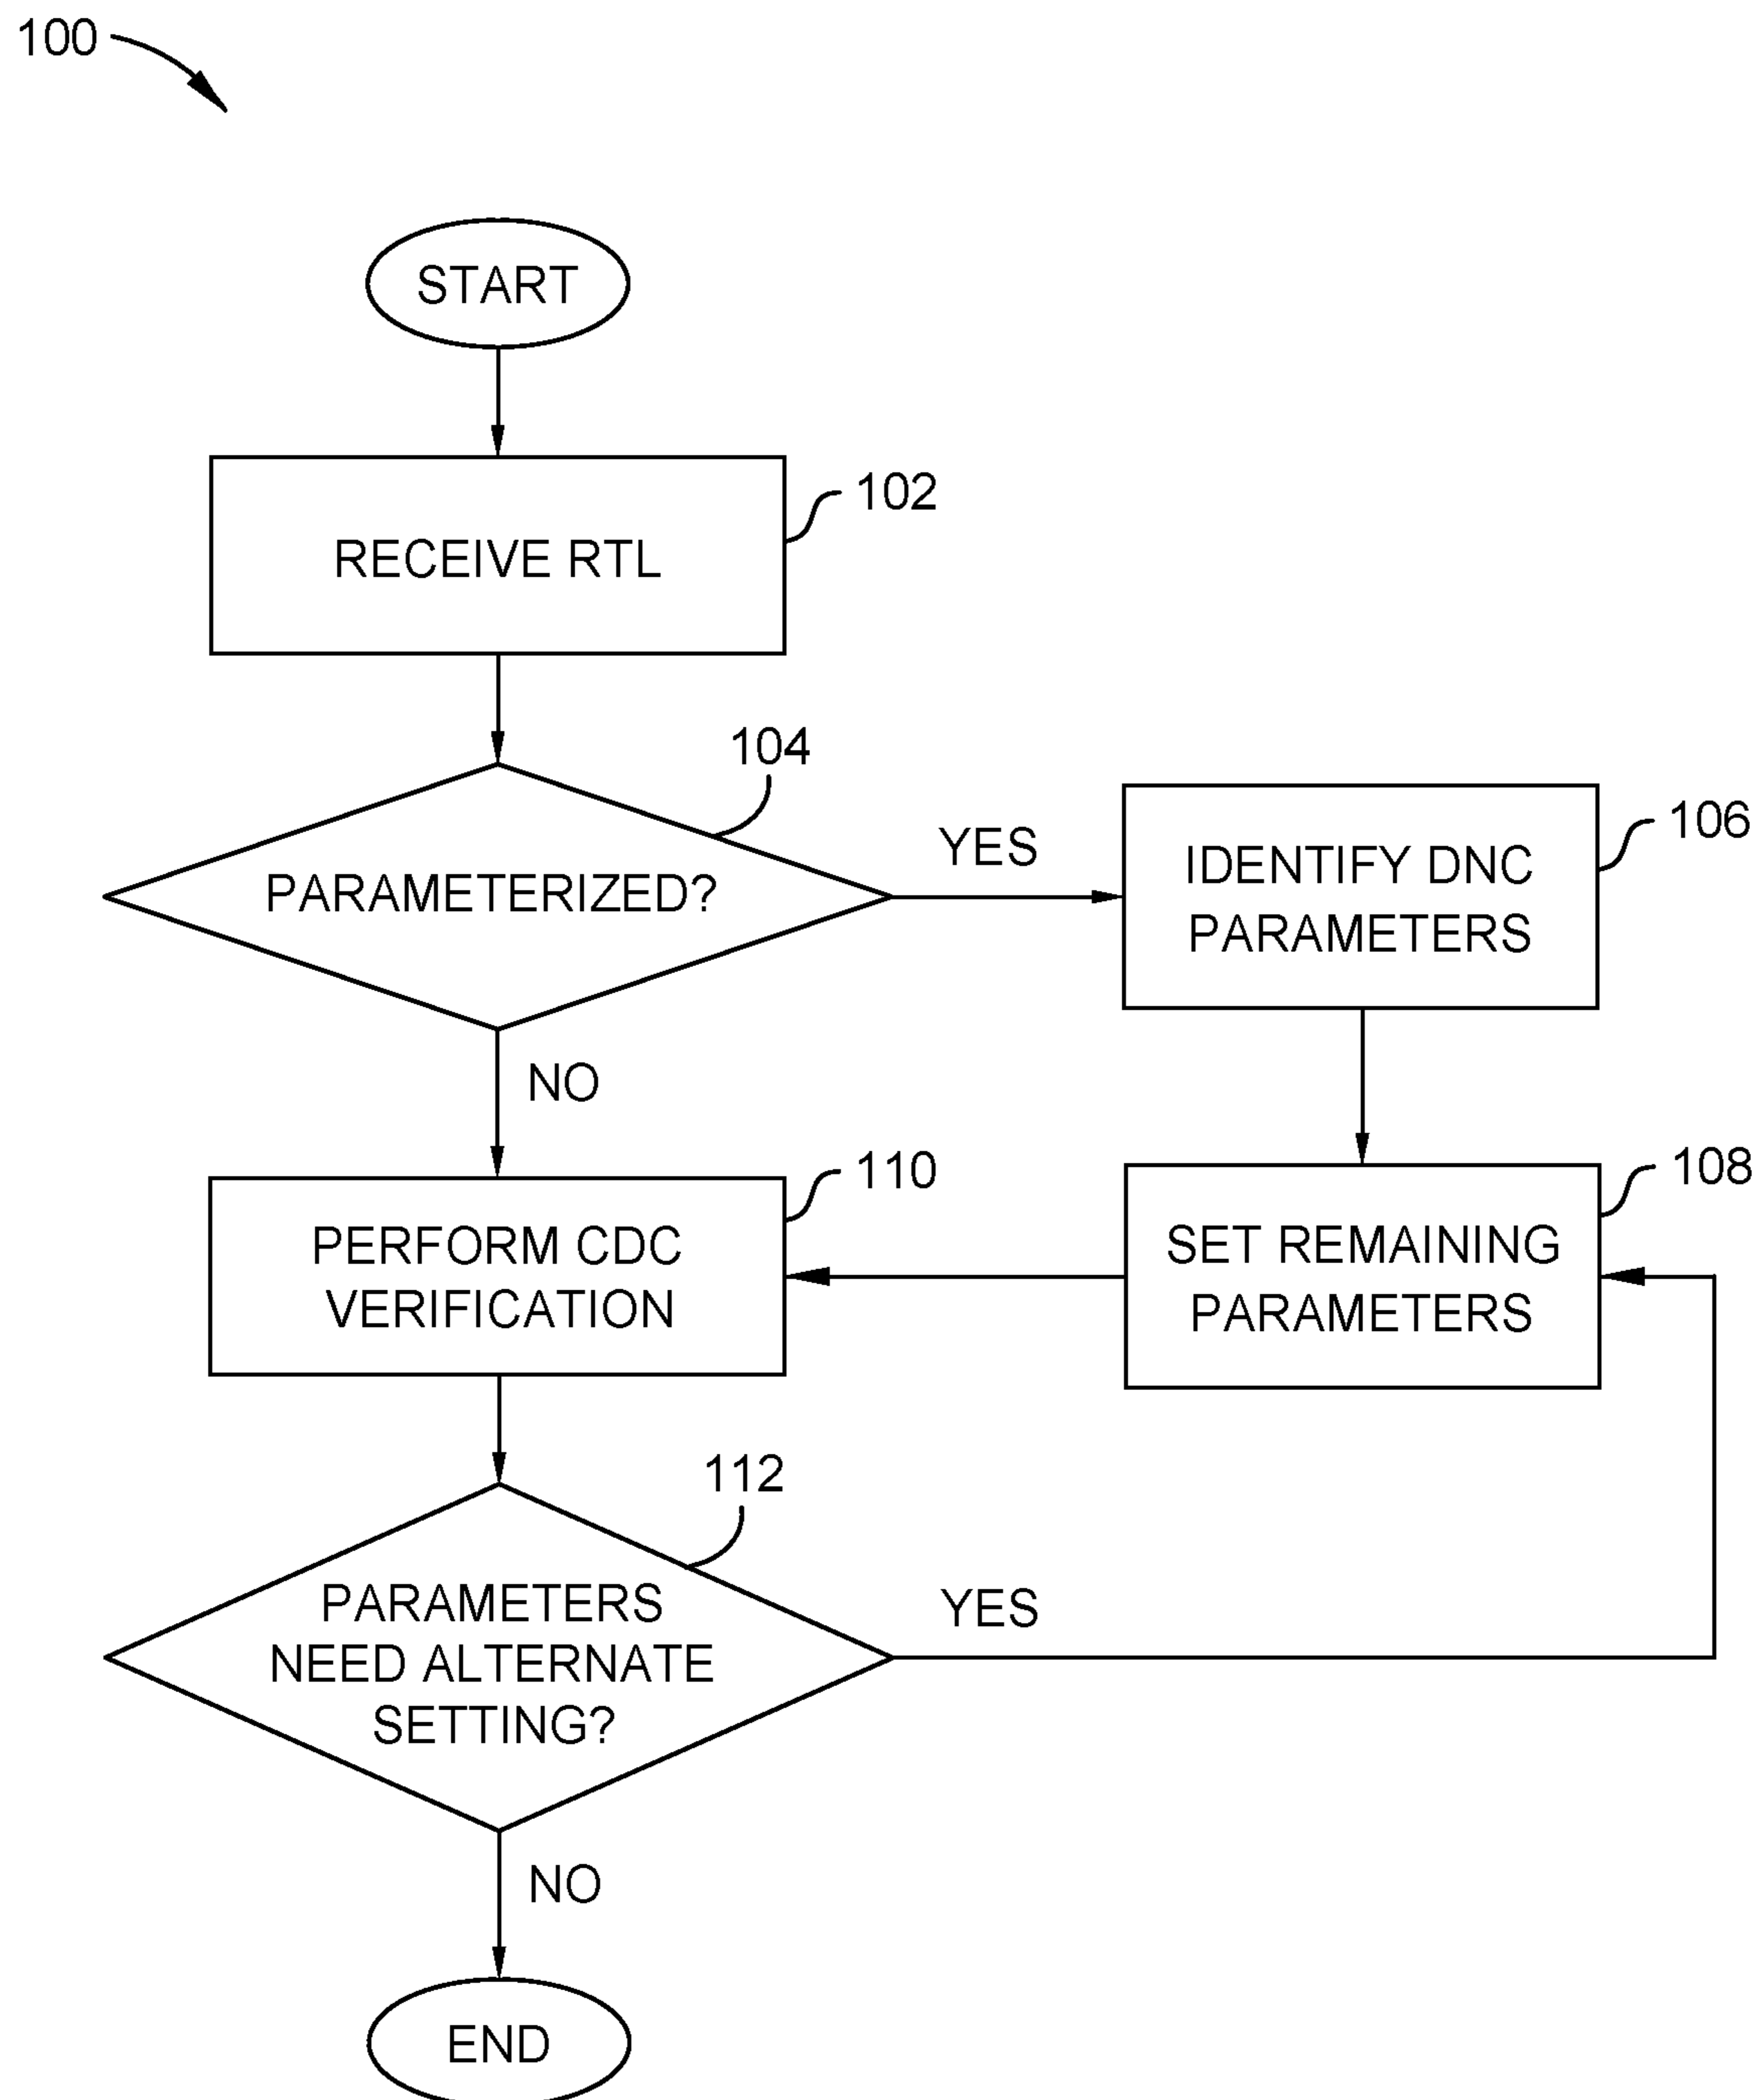 100
START
RECEIVE RTL
102
104
PARAMETERIZED?
YES
IDENTIFY DNC
PARAMETERS
106
NO
PERFORM CDC
VERIFICATION
110
SET REMAINING
PARAMETERS
108
112
PARAMETERS
NEED ALTERNATE
SETTING?
YES
NO
END